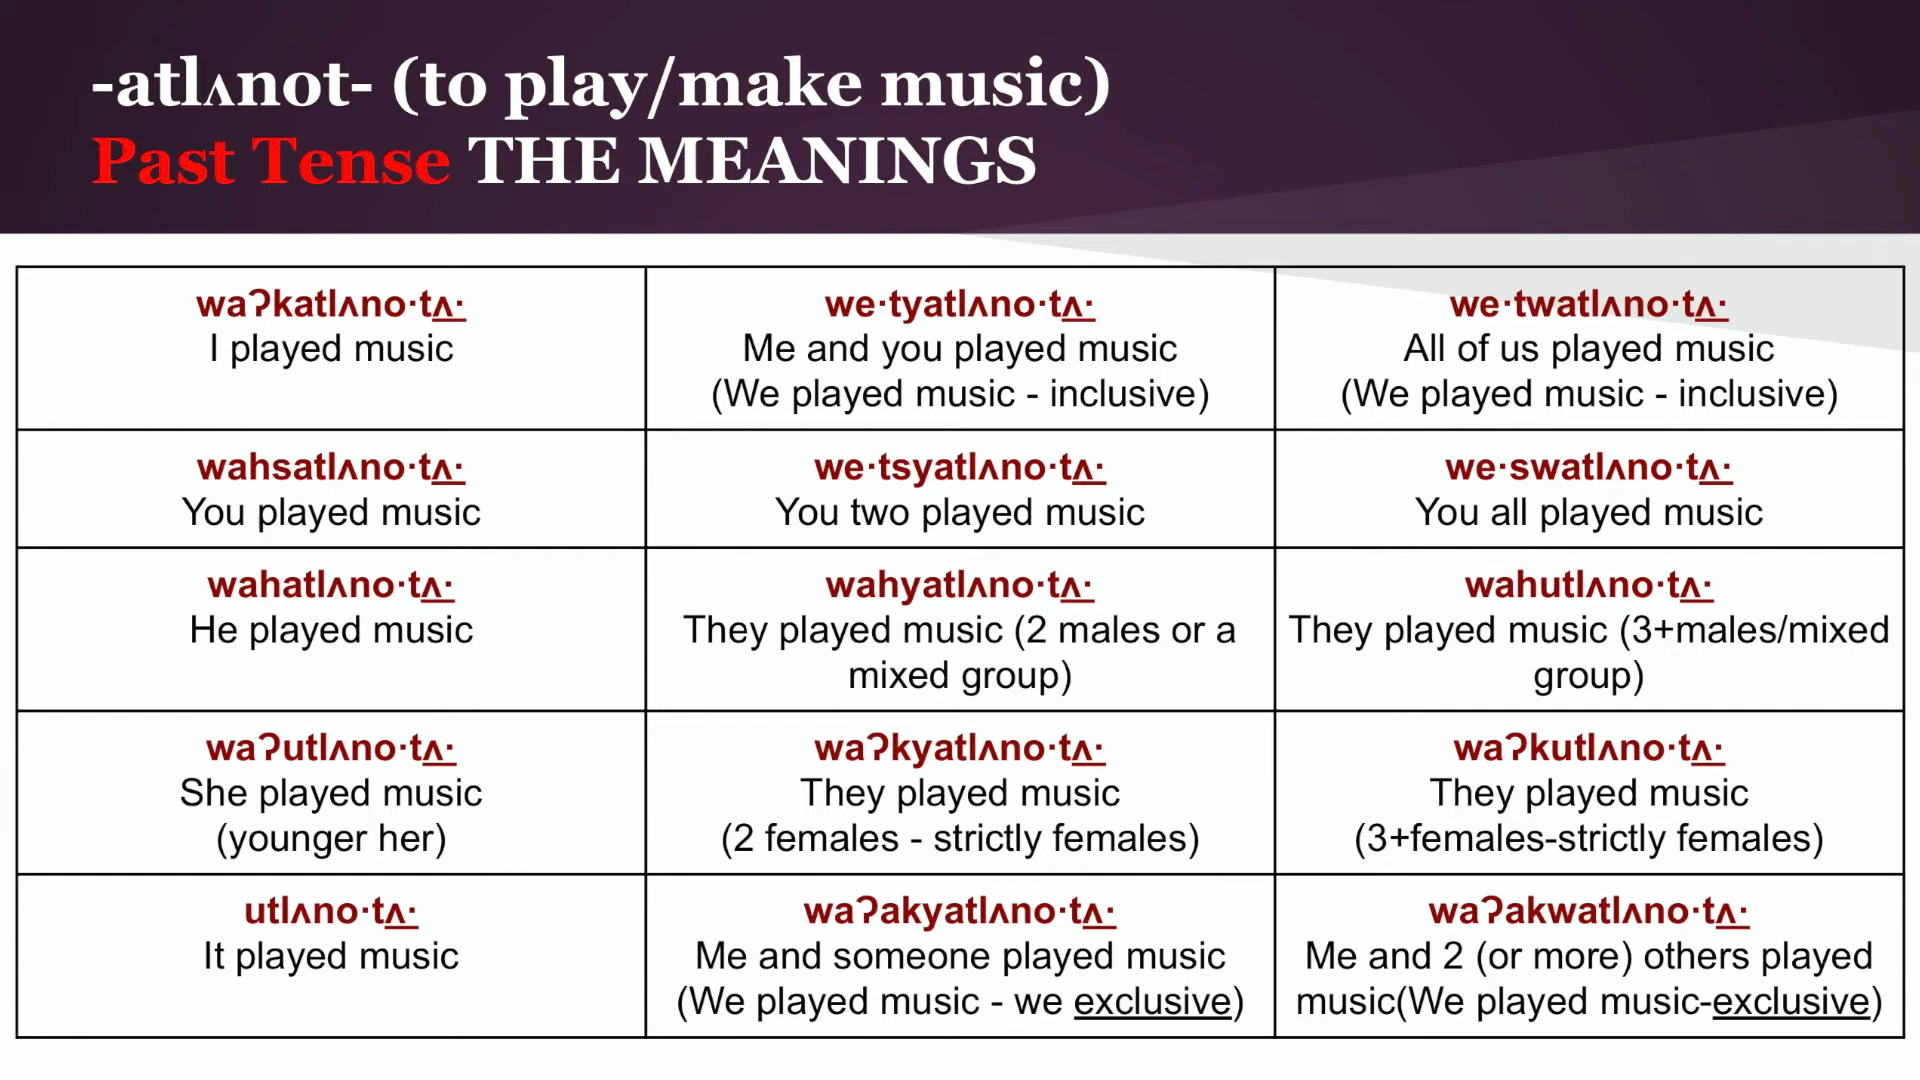 -atlʌnot- (to play/make music)
Past Tense THE MEANINGS
waɁkatlʌno·tʌ·
I played music
we·tyatlʌno·tʌ·
Me and you played music
(We played music - inclusive)
we·twatlʌno·tʌ·
All of us played music
(We played music - inclusive)
wahsatlʌno·tʌ·
You played music
we·tsyatlʌno·tʌ·
You two played music
we·swatlʌno·tʌ·
You all played music
wahatlʌno·tʌ·
He played music
wahyatlʌno·tʌ·
They played music (2 males or a
mixed group)
wahutlʌno·tʌ·
They played music (3+males/mixed
group)
waɁutlʌno·tʌ·
She played music
(younger her)
waɁkyatlʌno·tʌ·
They played music
(2 females - strictly females)
waɁkutlʌno·tʌ·
They played music
(3+females-strictly females)
utlʌno·tʌ·
It played music
waɁakyatlʌno·tʌ·
Me and someone played music
(We played music - we exclusive)
waɁakwatlʌno·tʌ·
Me and 2 (or more) others played
music(We played music-exclusive)